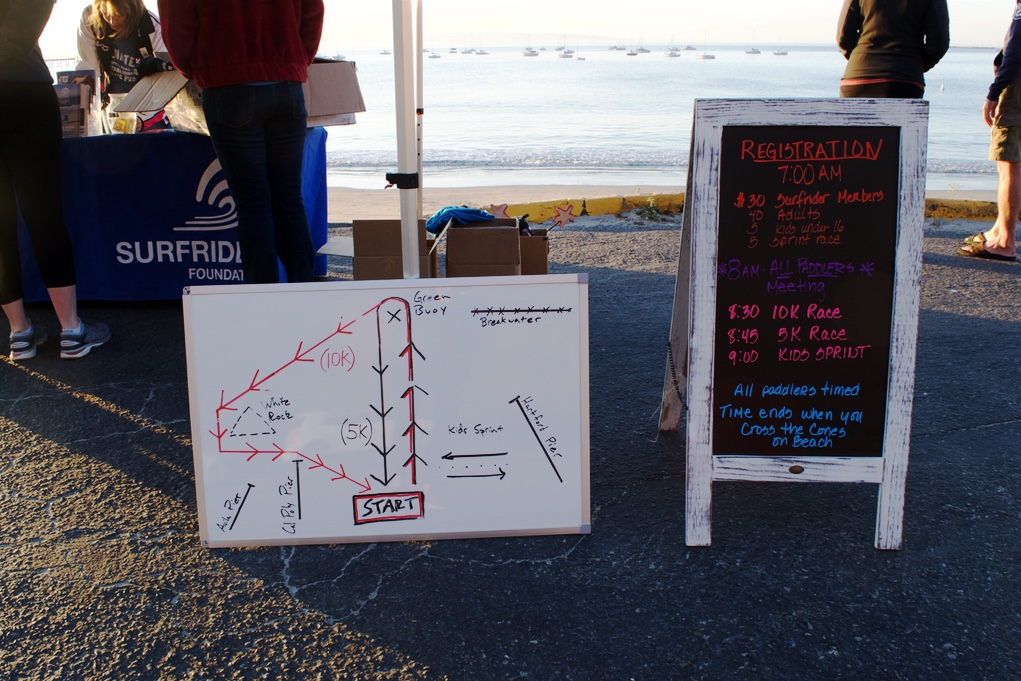 SURFRIDE
FOUNDAT
Green
Buoy
Breakwater
(10K)
White
Rock
(5K)
Kids Sprint
Hartford Pier
Avila Pier
Cal Poly Pier
START
REGISTRATION
7:00 AM
$30 Surfrider Members
40 Adults
5 kids under 16
5 Sprint race
*8AM - ALL PADDLERS *
Meeting
8:30 10K Race
8:45 5K Race
9:00 KIDS SPRINT
All paddlers timed
Time ends when you
Cross the Cones
on Beach